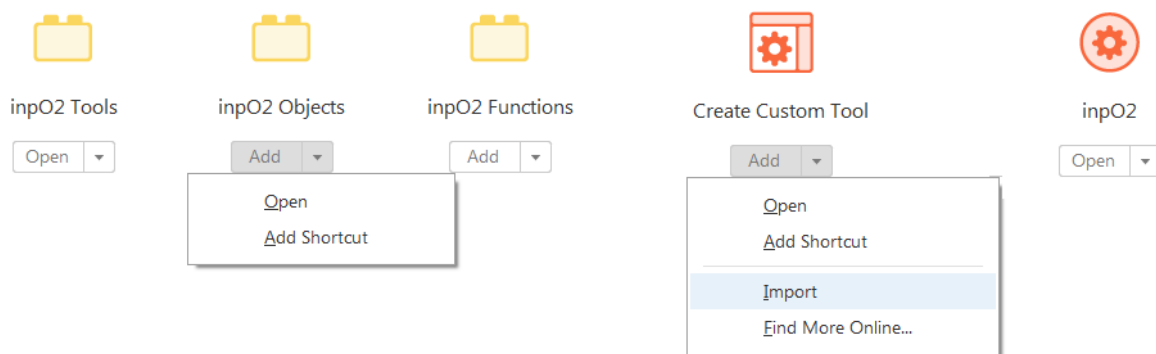 inpO2 Tools
inpO2 Objects
inpO2 Functions
Create Custom Tool
inpO2
Open
Add
Add
Add
Open
Open
Add Shortcut
Open
Add Shortcut
Import
Find More Online...